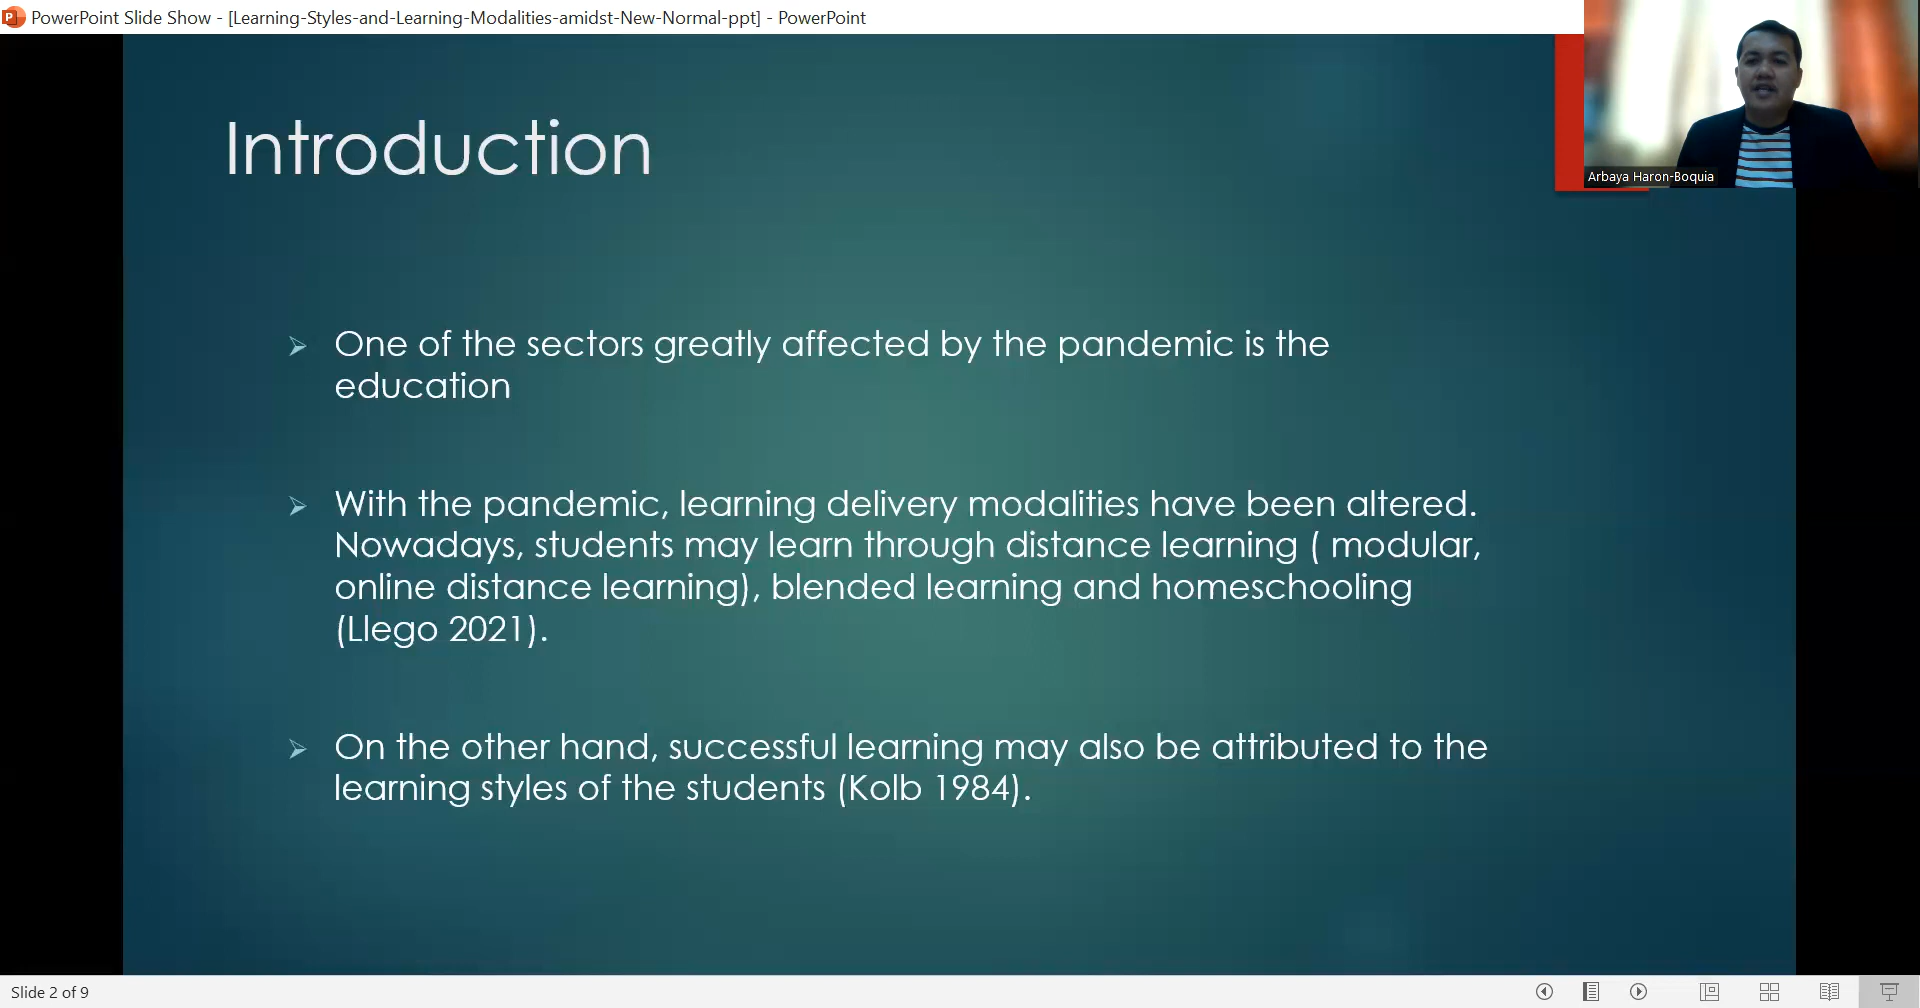 PowerPoint Slide Show - [Learning-Styles-and-Learning-Modalities-amidst-New-Normal-ppt] - PowerPoint
Arbaya Haron-Boquia
Introduction
One of the sectors greatly affected by the pandemic is the
education
With the pandemic, learning delivery modalities have been altered.
Nowadays, students may learn through distance learning ( modular,
online distance learning), blended learning and homeschooling
(Llego 2021).
On the other hand, successful learning may also be attributed to the
learning styles of the students (Kolb 1984).
Slide 2 of 9